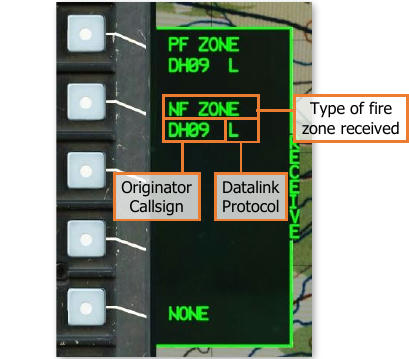 PF ZONE
DH09 L
NF ZONE
DH09 L
Type of fire
zone received
Originator
Callsign
Datalink
Protocol
RECEIVE
NONE